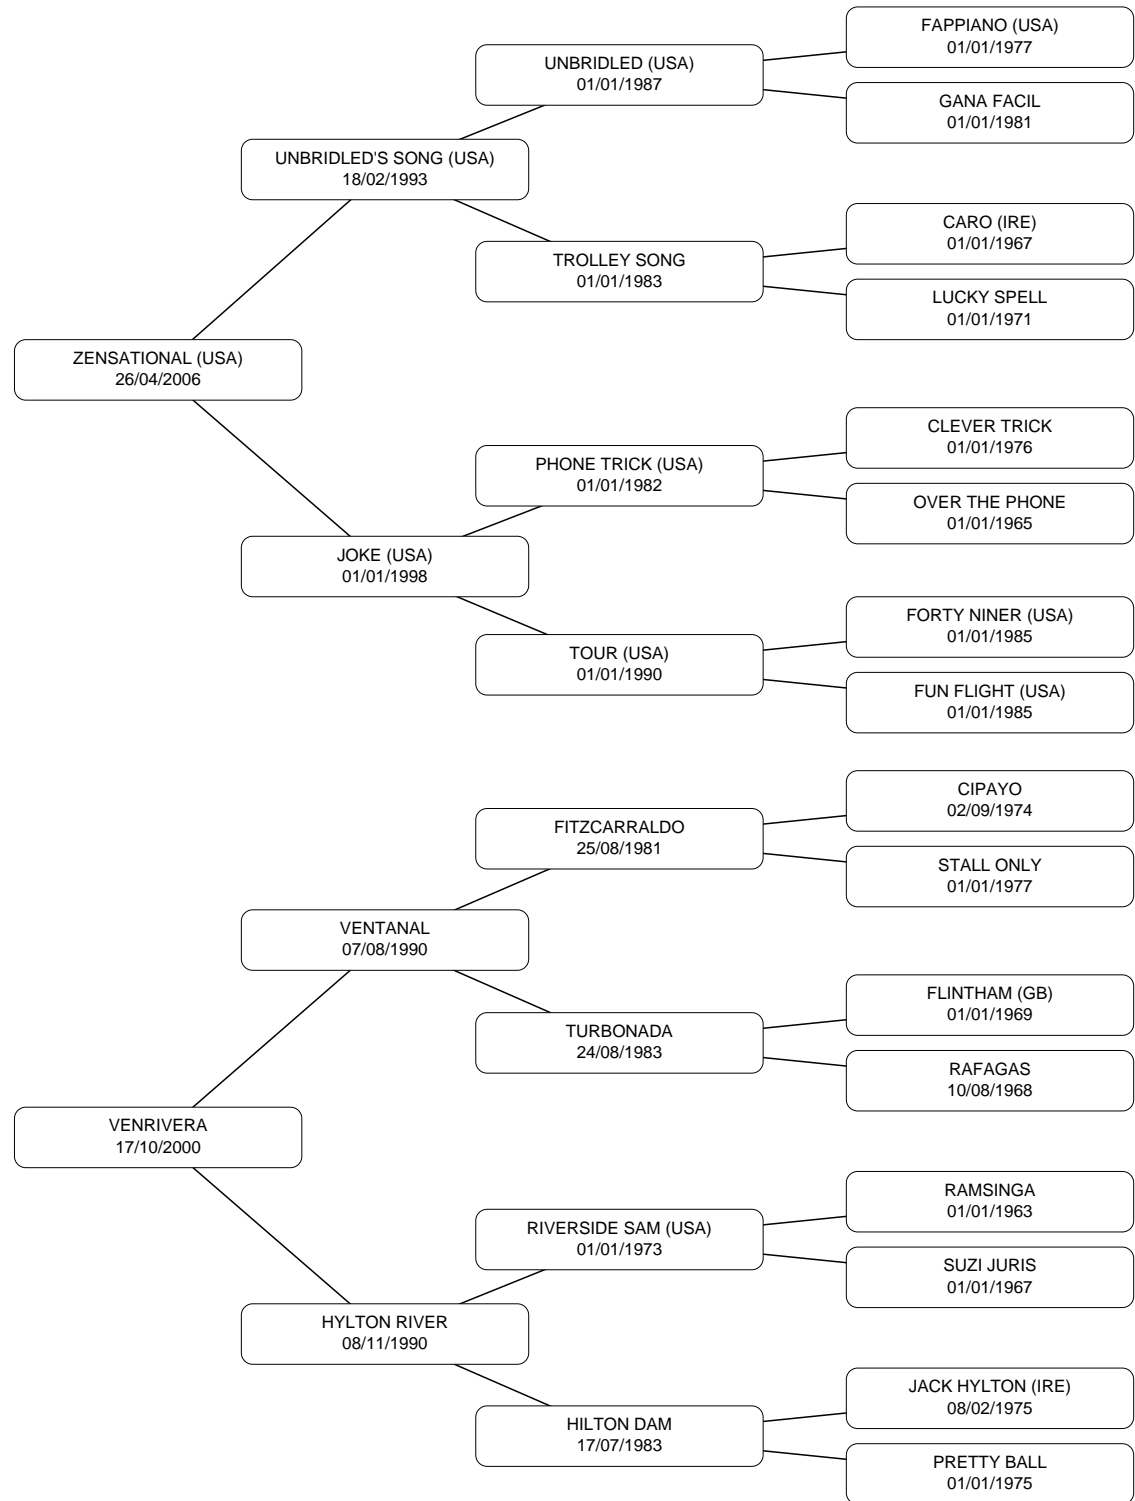 FAPPIANO (USA)
01/01/1977
UNBRIDLED (USA)
01/01/1987
GANA FACIL
01/01/1981
UNBRIDLED'S SONG (USA)
18/02/1993
CARO (IRE)
01/01/1967
TROLLEY SONG
01/01/1983
LUCKY SPELL
01/01/1971
ZENSATIONAL (USA)
26/04/2006
CLEVER TRICK
01/01/1976
PHONE TRICK (USA)
01/01/1982
OVER THE PHONE
01/01/1965
JOKE (USA)
01/01/1998
FORTY NINER (USA)
01/01/1985
TOUR (USA)
01/01/1990
FUN FLIGHT (USA)
01/01/1985
CIPAYO
02/09/1974
FITZCARRALDO
25/08/1981
STALL ONLY
01/01/1977
VENTANAL
07/08/1990
FLINTHAM (GB)
01/01/1969
TURBONADA
24/08/1983
RAFAGAS
10/08/1968
VENRIVERA
17/10/2000
RAMSINGA
01/01/1963
RIVERSIDE SAM (USA)
01/01/1973
SUZI JURIS
01/01/1967
HYLTON RIVER
08/11/1990
JACK HYLTON (IRE)
08/02/1975
HILTON DAM
17/07/1983
PRETTY BALL
01/01/1975